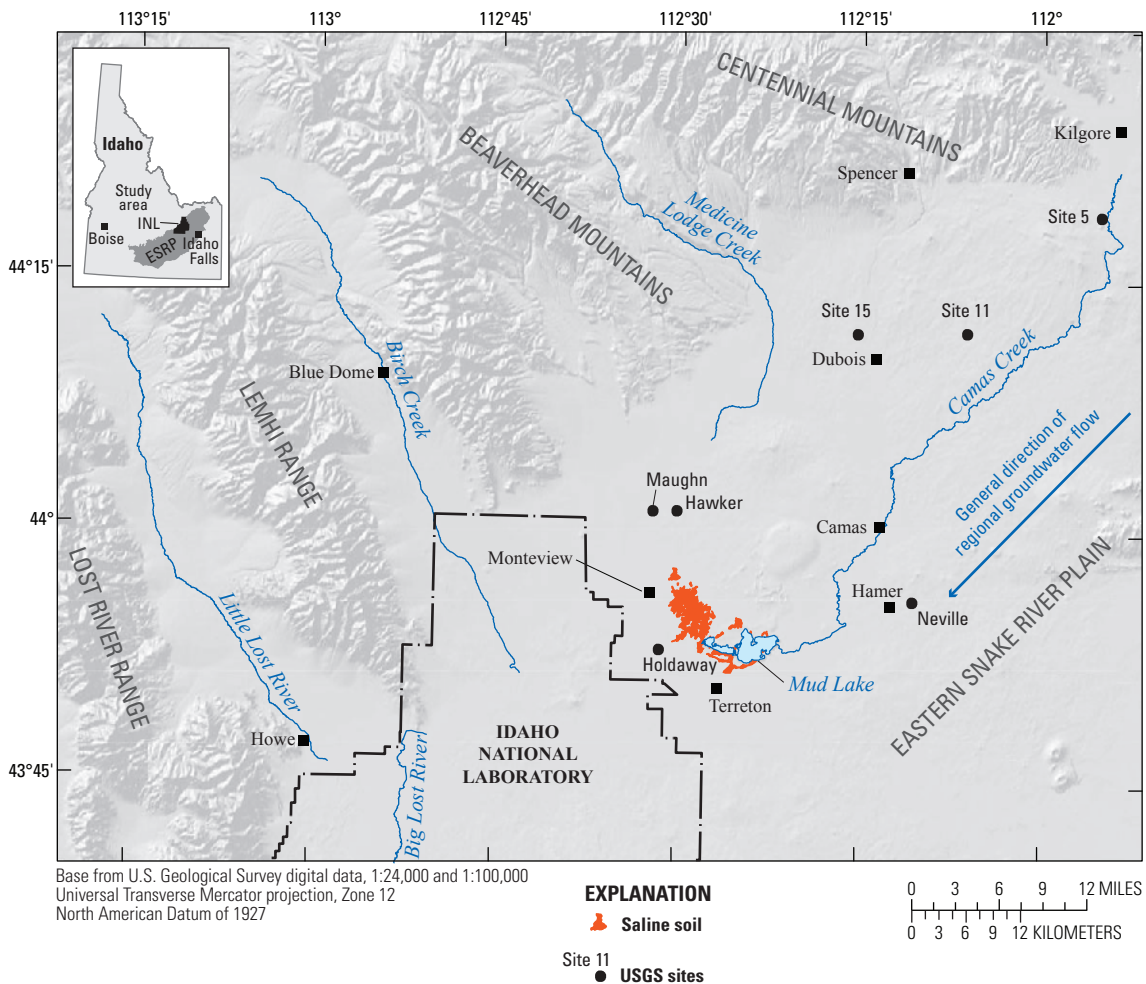 113°15'
113°
112°45'
112°30'
112°15'
112°
44°15'
44°
43°45'
Idaho
Study
area
INL
Boise
ESRP
Idaho
Falls
CENTENNIAL MOUNTAINS
BEAVERHEAD MOUNTAINS
Kilgore
Spencer
Site 5
Medicine
Lodge Creek
Site 15
Site 11
Dubois
Camas Creek
Blue Dome
Birch Creek
LEMHI RANGE
General direction of
regional groundwater flow
Maughn
Hawker
Camas
Monteview
Hamer
Neville
LOST RIVER RANGE
Little Lost River
Holdaway
Mud Lake
Terreton
EASTERN SNAKE RIVER PLAIN
Howe
Big Lost River
IDAHO
NATIONAL
LABORATORY
Base from U.S. Geological Survey digital data, 1:24,000 and 1:100,000
Universal Transverse Mercator projection, Zone 12
North American Datum of 1927
EXPLANATION
Saline soil
Site 11
USGS sites
0 3 6 9 12 MILES
0 3 6 9 12 KILOMETERS